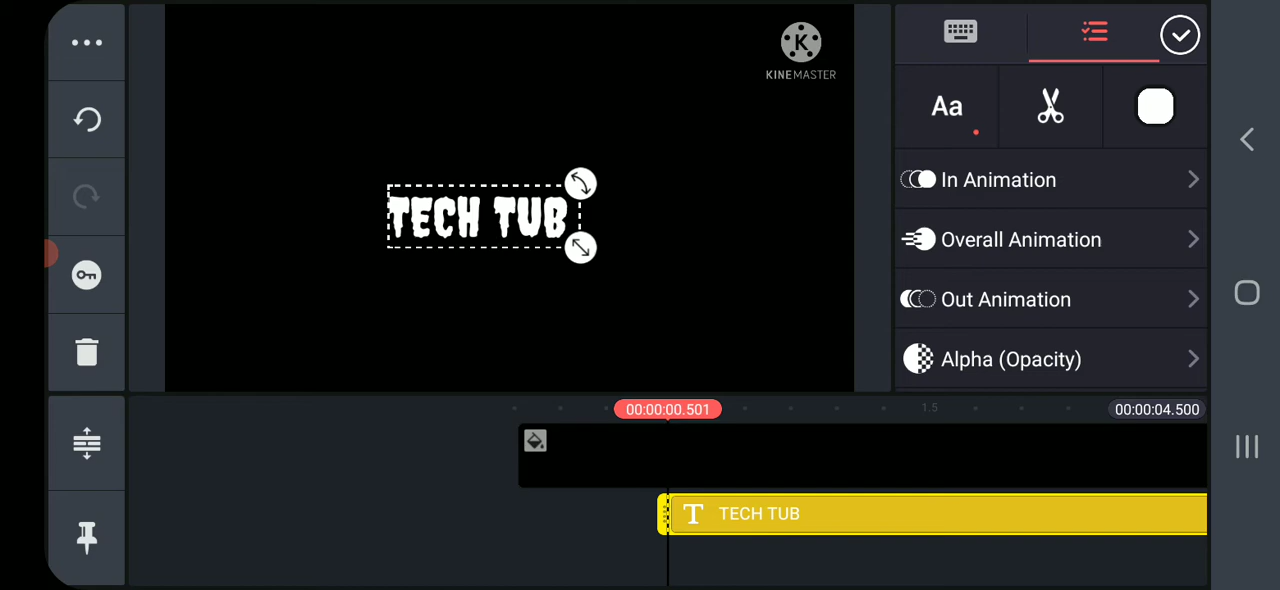 KINEMASTER
TECH TUB
Aa
In Animation
Overall Animation
Out Animation
Alpha (Opacity)
00:00:00.501
1.5
00:00:04.500
T TECH TUB